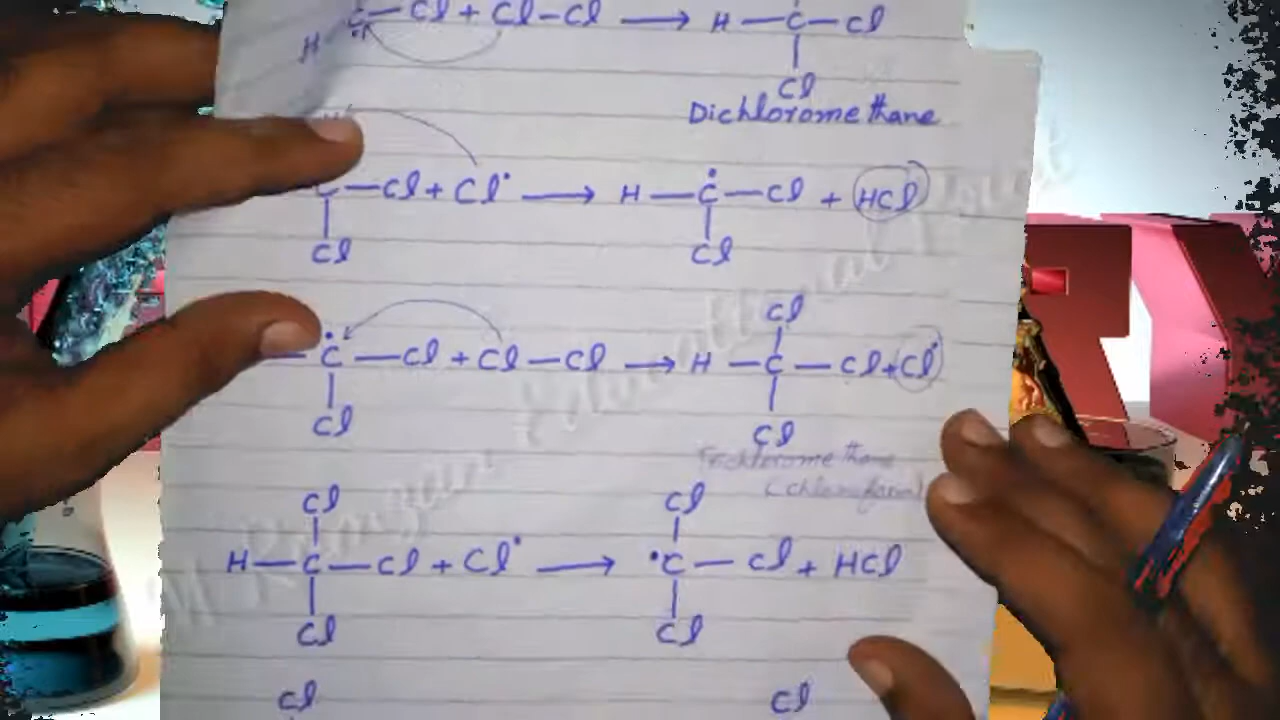 C—Cl + Cl—Cl ⟶ H—C—Cl
H
Cl
Dichloromethane
C—Cl + Cl• ⟶ H—Ċ—Cl + HCl
Cl Cl
Cl
—Ċ—Cl + Cl—Cl ⟶ H—C—Cl + Cl•
Cl Cl
Trichloromethane
(chloroform)
Cl Cl
H—C—Cl + Cl• ⟶ •C—Cl + HCl
Cl Cl
Cl Cl